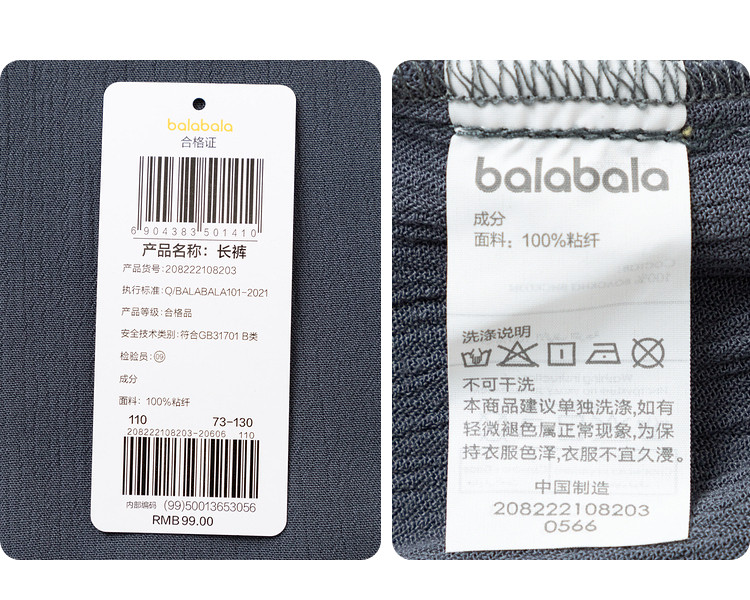 balabala
合格证
6 904383 501410
产品名称：长裤
产品货号:208222108203
执行标准:Q/BALABALA101-2021
产品等级:合格品
安全技术类别:符合GB31701 B类
检验员:09
成分
面料：100%粘纤
110 73-130
208222108203-20606 110
内部编码 (99)50013653056
RMB99.00
balabala
成分
面料：100%粘纤
洗涤说明
不可干洗
本商品建议单独洗涤,如有
轻微褪色属正常现象,为保
持衣服色泽,衣服不宜久漫。
中国制造
208222108203
0566